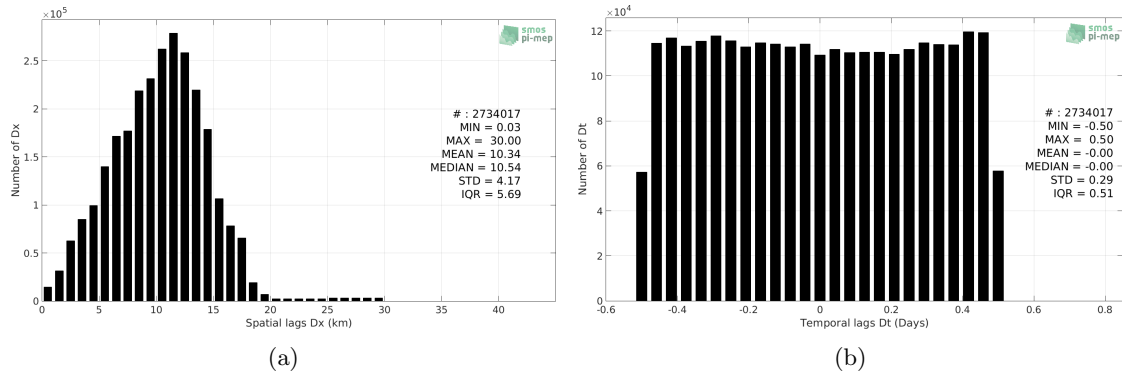 ×10⁵
smos
pi-mep
2.5
2
1.5
1
0.5
0
Number of Dx
# : 2734017
MIN = 0.03
MAX = 30.00
MEAN = 10.34
MEDIAN = 10.54
STD = 4.17
IQR = 5.69
0 5 10 15 20 25 30 35 40
Spatial lags Dx (km)
(a)
×10⁴
smos
pi-mep
12
10
8
6
4
2
0
Number of Dt
# : 2734017
MIN = -0.50
MAX = 0.50
MEAN = -0.00
MEDIAN = -0.00
STD = 0.29
IQR = 0.51
-0.6 -0.4 -0.2 0 0.2 0.4 0.6 0.8
Temporal lags Dt (Days)
(b)